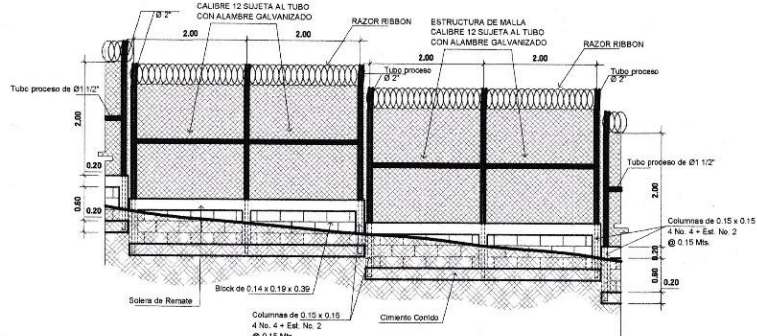 CALIBRE 12 SUJETA AL TUBO
CON ALAMBRE GALVANIZADO
Ø 2"
2.00
2.00
RAZOR RIBBON
Tubo proceso
Ø 2"
ESTRUCTURA DE MALLA
CALIBRE 12 SUJETA AL TUBO
CON ALAMBRE GALVANIZADO
RAZOR RIBBON
2.00
2.00
Tubo proceso
Ø 2"
Tubo proceso de Ø1 1/2"
2.00
0.20
0.60
0.20
Tubo proceso de Ø1 1/2"
2.00
Columnas de 0.15 x 0.15
4 No. 4 + Est. No. 2
@ 0.15 Mts.
0.20
0.60
0.20
Solera de Remate
Block de 0.14 x 0.19 x 0.39
Columnas de 0.15 x 0.15
4 No. 4 + Est. No. 2
@ 0.15 Mts.
Cimiento Corrido